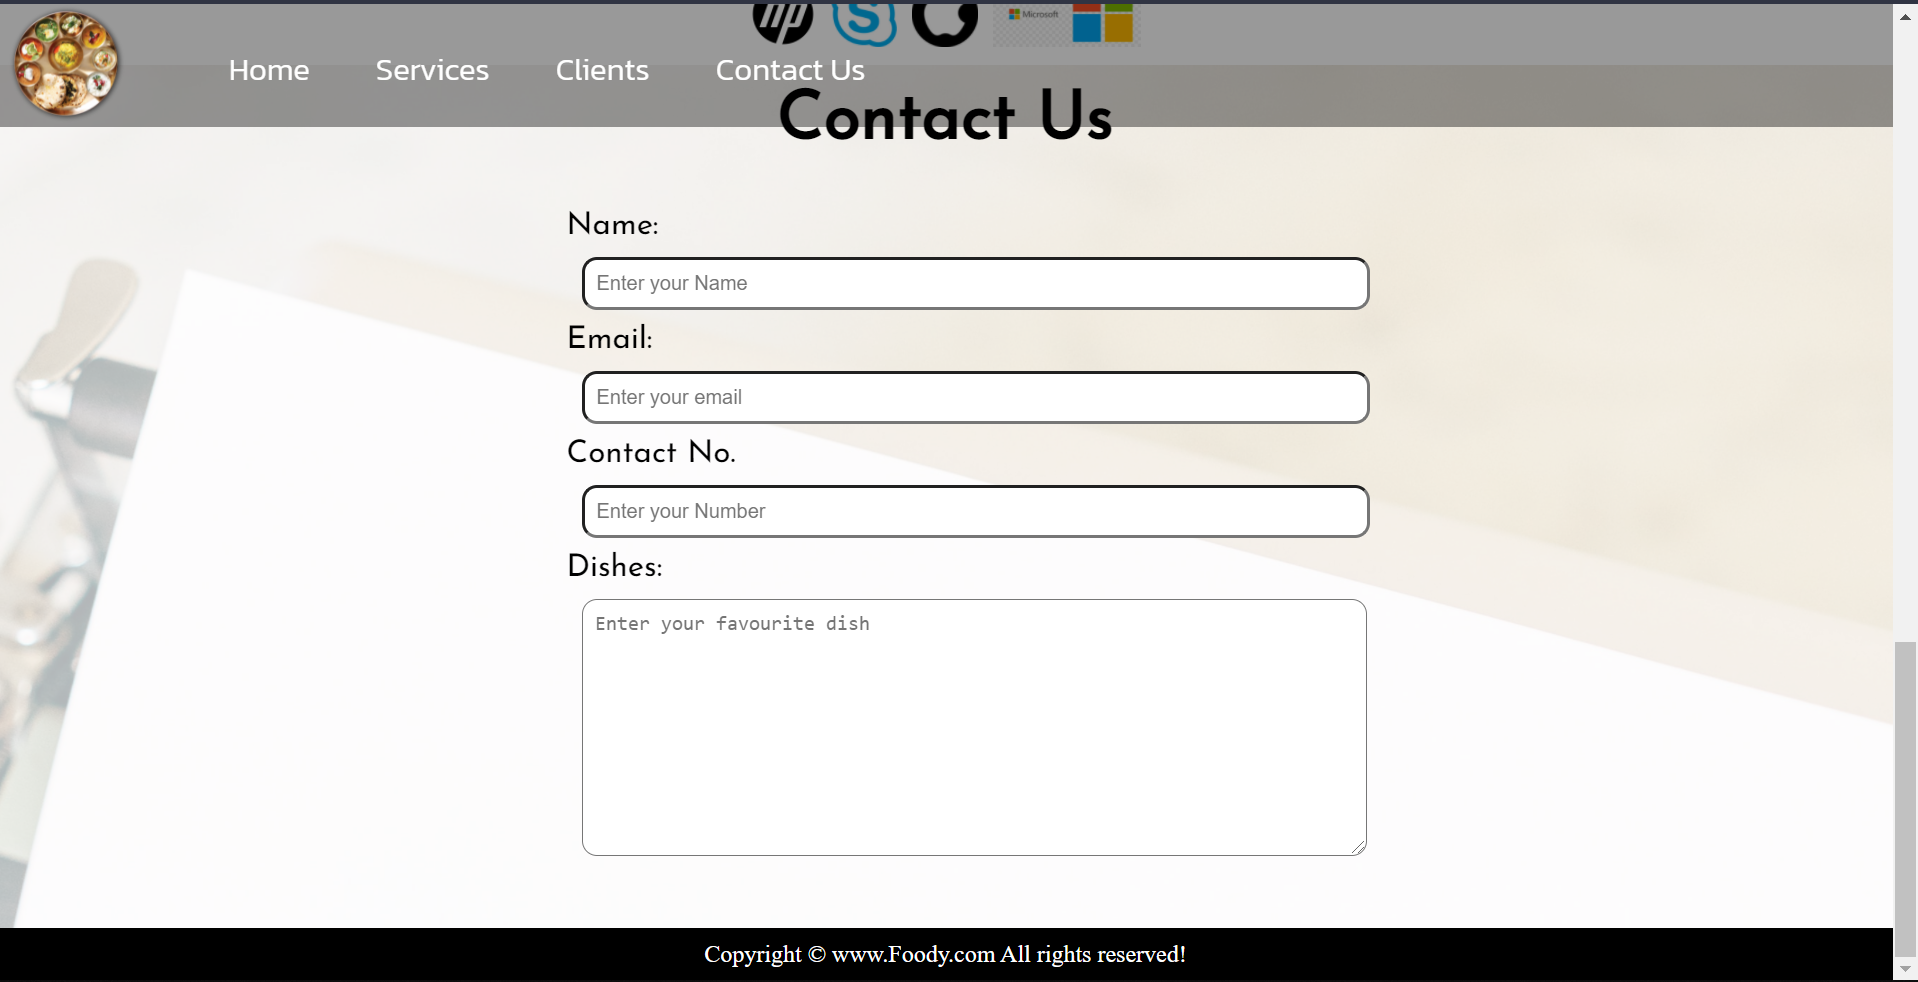 hp S Microsoft
Home Services Clients Contact Us
Contact Us
Name:
Enter your Name
Email:
Enter your email
Contact No.
Enter your Number
Dishes:
Enter your favourite dish
Copyright © www.Foody.com All rights reserved!